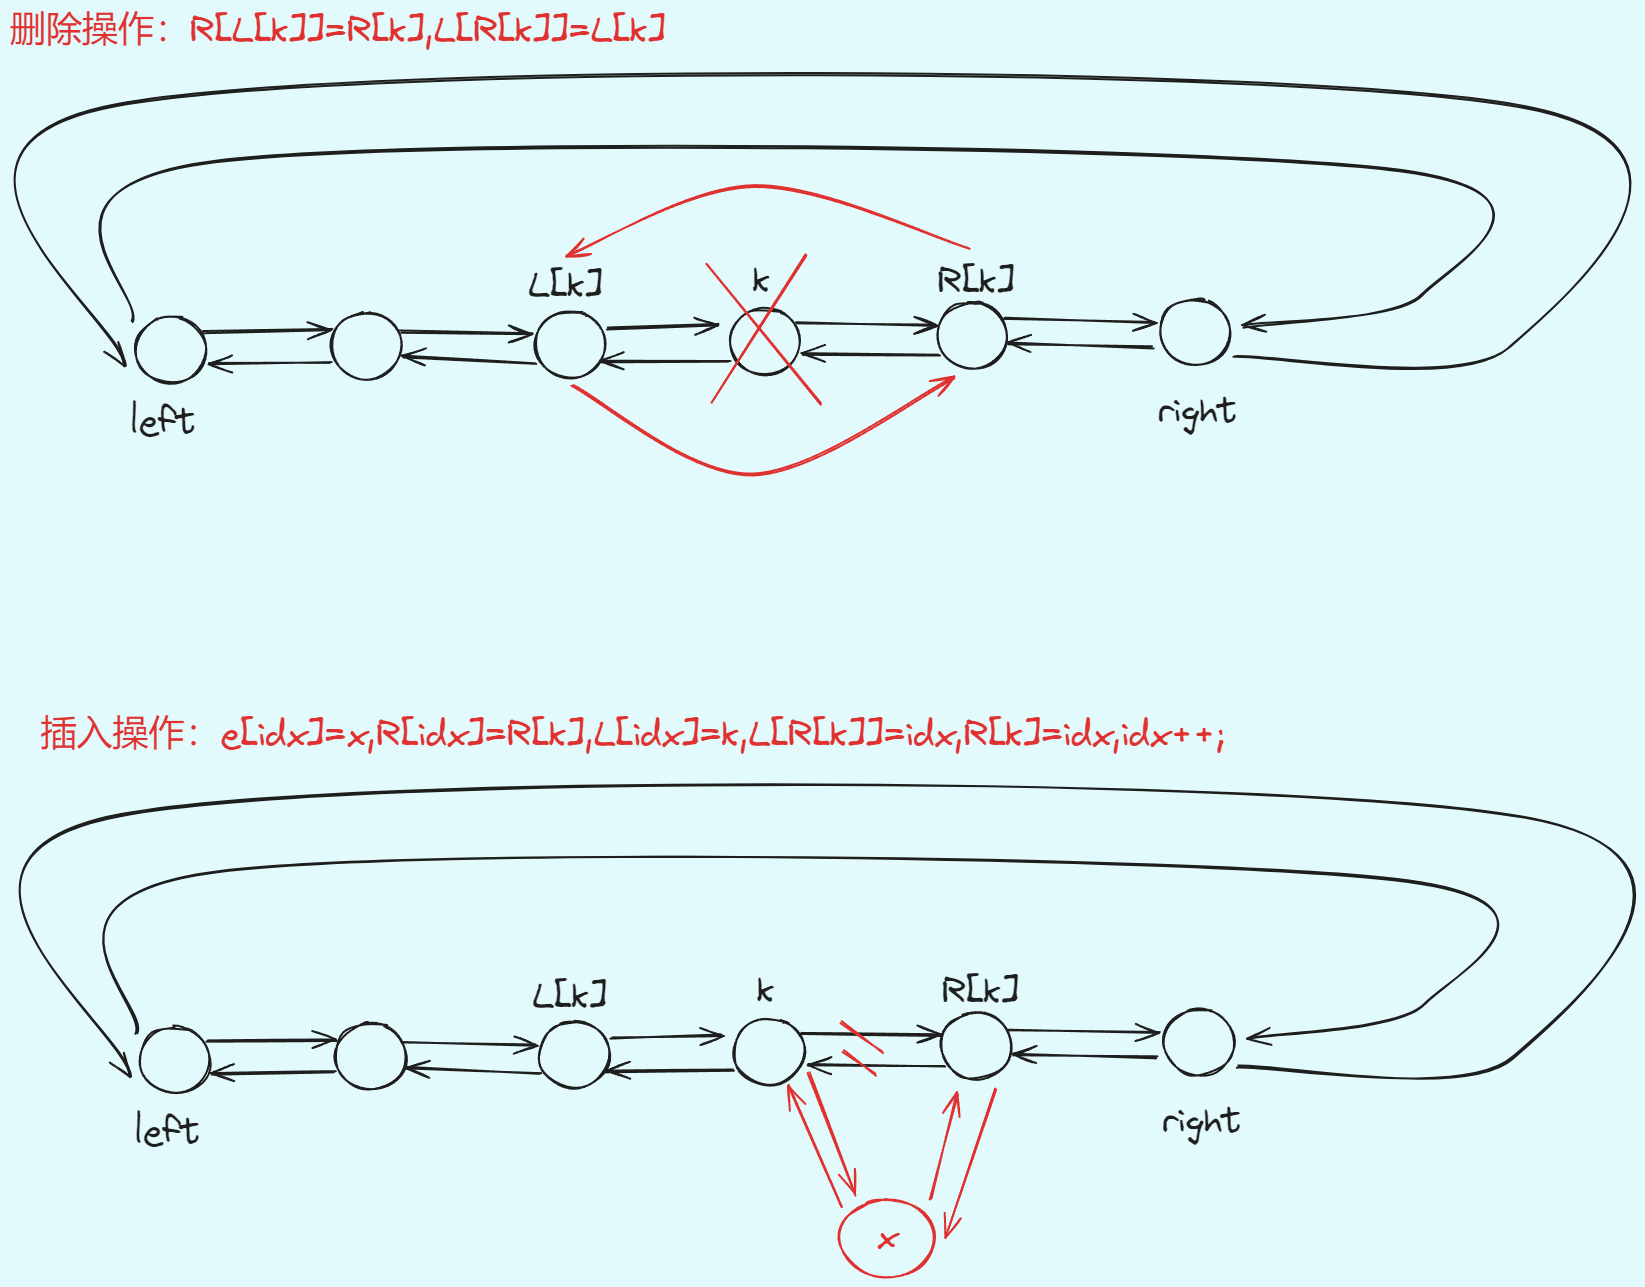 删除操作：R[L[k]]=R[k],L[R[k]]=L[k]
L[k] k R[k]
left right
插入操作：e[idx]=x,R[idx]=R[k],L[idx]=k,L[R[k]]=idx,R[k]=idx,idx++;
L[k] k R[k]
left right
x